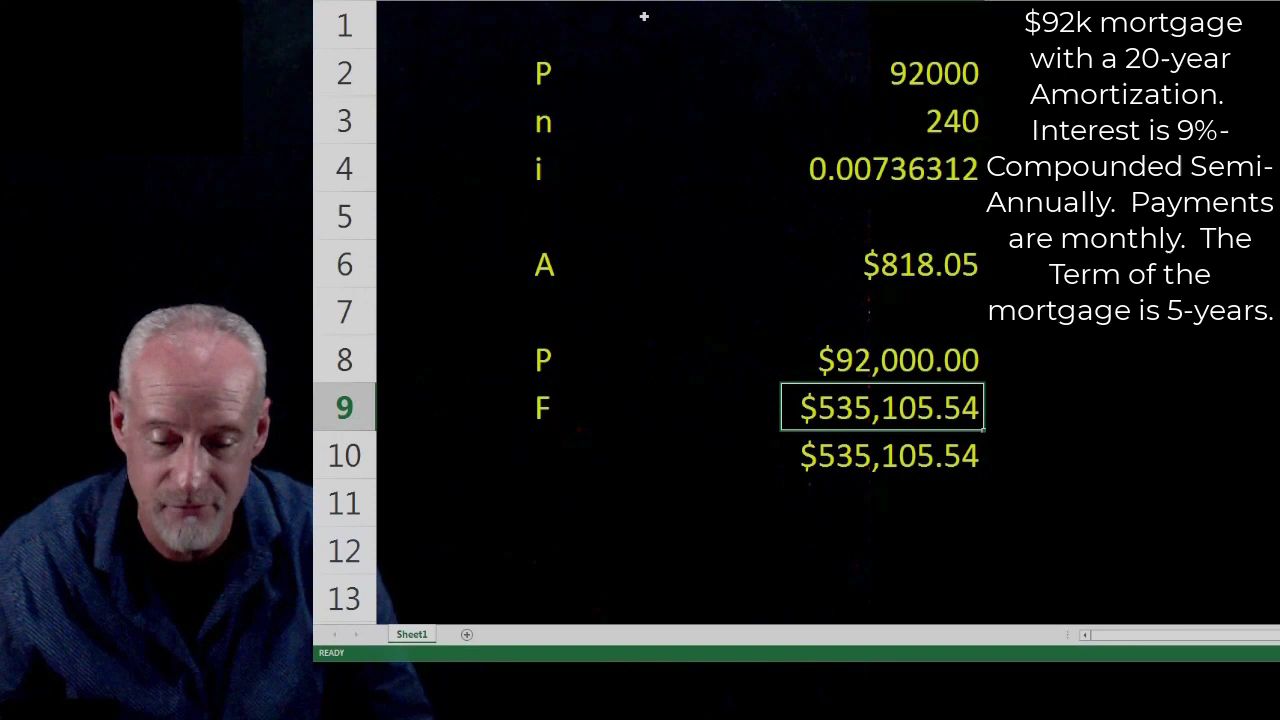 1
2 P 92000
3 n 240
4 i 0.00736312
5
6 A $818.05
7
8 P $92,000.00
9 F $535,105.54
10 $535,105.54
11
12
13
Sheet1
READY
$92k mortgage
with a 20-year
Amortization.
Interest is 9%-
Compounded Semi-
Annually. Payments
are monthly. The
Term of the
mortgage is 5-years.